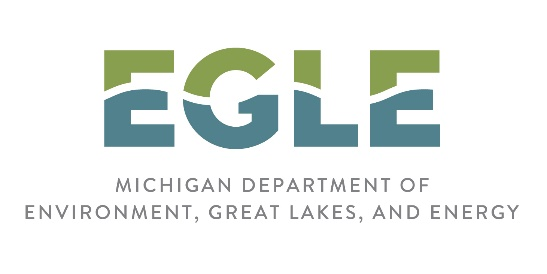 EGLE
MICHIGAN DEPARTMENT OF
ENVIRONMENT, GREAT LAKES, AND ENERGY